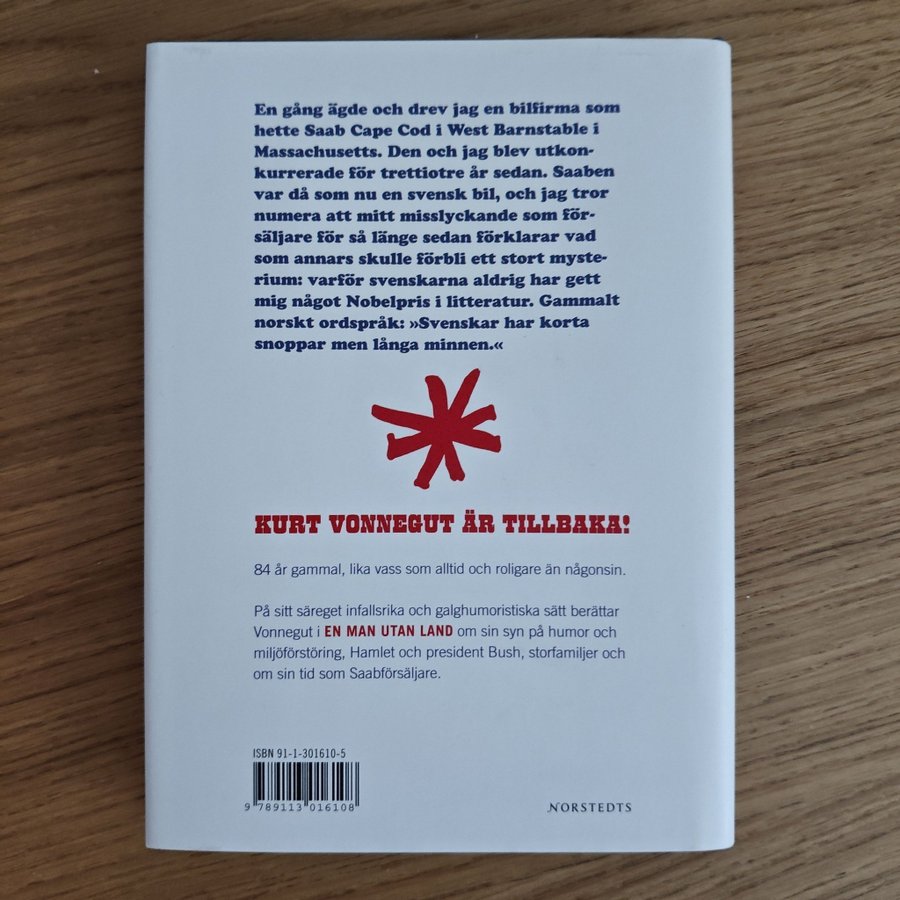 En gång ägde och drev jag en bilfirma som
hette Saab Cape Cod i West Barnstable i
Massachusetts. Den och jag blev utkon-
kurrerade för trettiotre år sedan. Saaben
var då som nu en svensk bil, och jag tror
numera att mitt misslyckande som för-
säljare för så länge sedan förklarar vad
som annars skulle förbli ett stort myste-
rium: varför svenskarna aldrig har gett
mig något Nobelpris i litteratur. Gammalt
norskt ordspråk: »Svenskar har korta
snoppar men långa minnen.«
KURT VONNEGUT ÄR TILLBAKA!
84 år gammal, lika vass som alltid och roligare än någonsin.
På sitt säreget infallsrika och galghumoristiska sätt berättar
Vonnegut i EN MAN UTAN LAND om sin syn på humor och
miljöförstöring, Hamlet och president Bush, storfamiljer och
om sin tid som Saabförsäljare.
ISBN 91-1-301610-5
9 789113 016108
NORSTEDTS